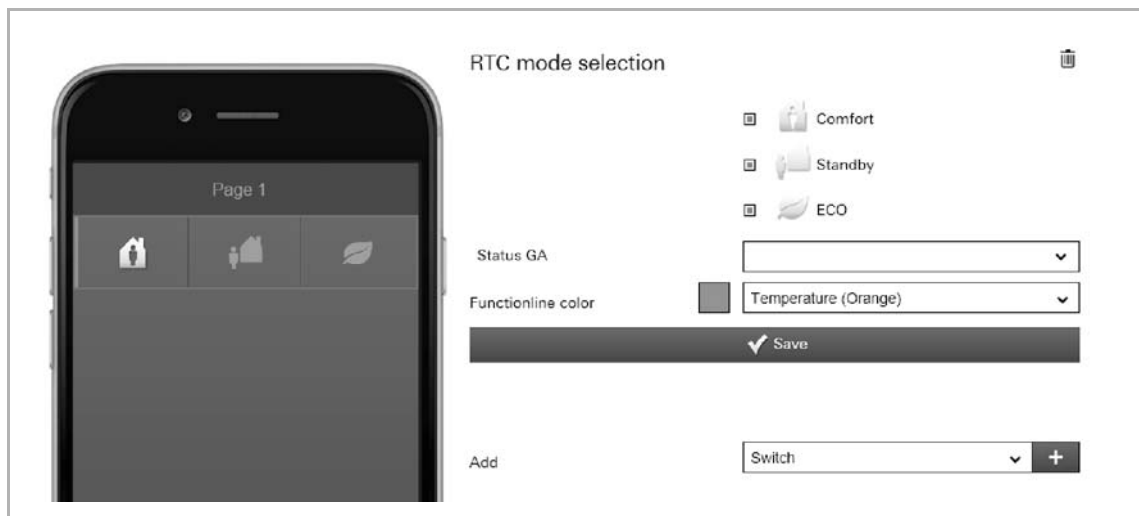 RTC mode selection
Comfort
Standby
ECO
Page 1
Status GA
Functionline color
Temperature (Orange)
Save
Add
Switch